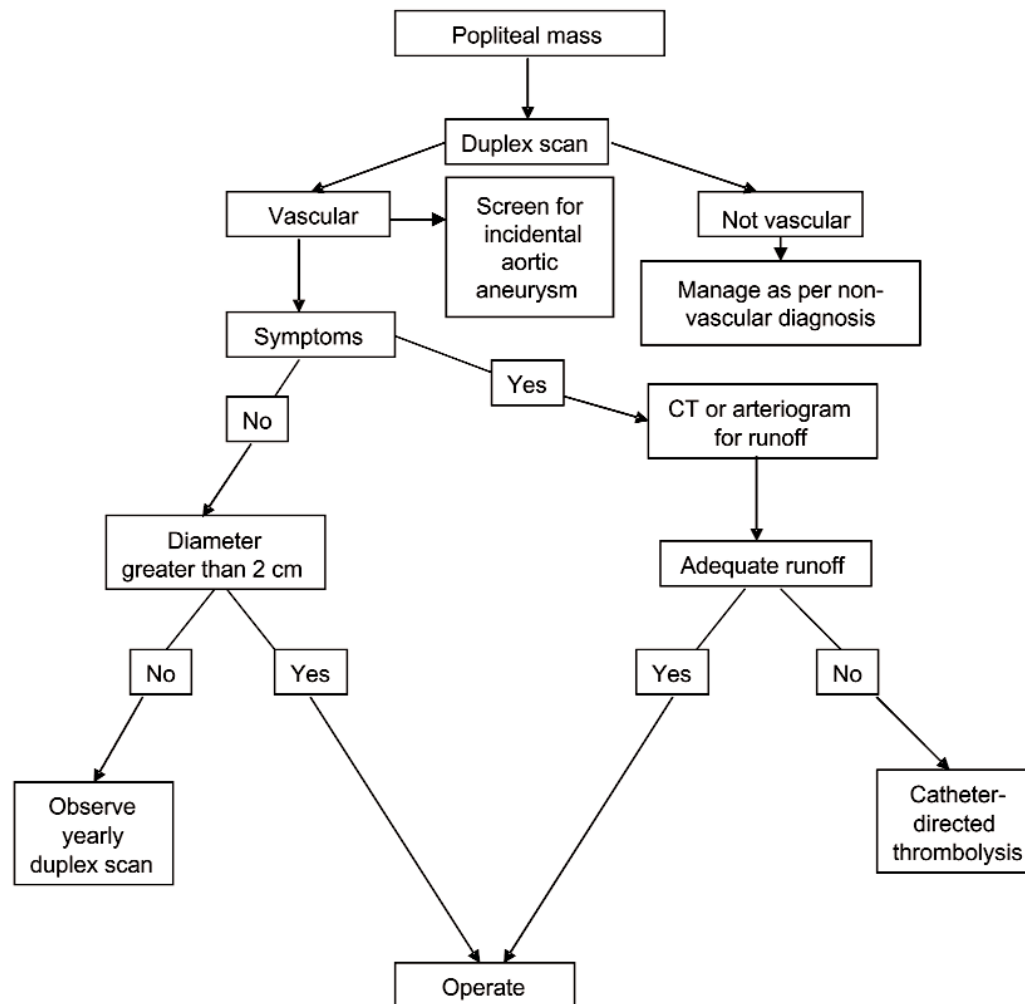 Popliteal mass
Duplex scan
Vascular
Screen for
incidental
aortic
aneurysm
Not vascular
Manage as per non-
vascular diagnosis
Symptoms
Yes
No
CT or arteriogram
for runoff
Diameter
greater than 2 cm
Adequate runoff
No
Yes
Yes
No
Observe
yearly
duplex scan
Catheter-
directed
thrombolysis
Operate